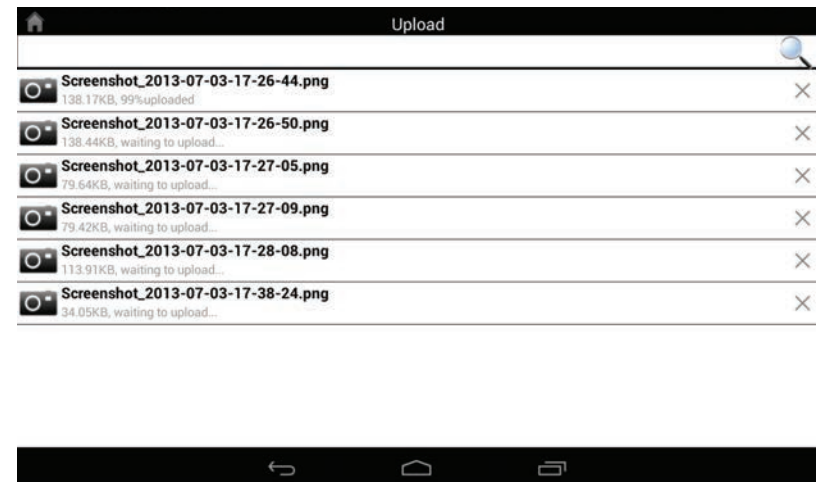 Upload
Screenshot_2013-07-03-17-26-44.png
138.17KB, 99%uploaded
Screenshot_2013-07-03-17-26-50.png
138.44KB, waiting to upload...
Screenshot_2013-07-03-17-27-05.png
79.64KB, waiting to upload...
Screenshot_2013-07-03-17-27-09.png
79.42KB, waiting to upload...
Screenshot_2013-07-03-17-28-08.png
113.91KB, waiting to upload...
Screenshot_2013-07-03-17-38-24.png
34.05KB, waiting to upload...